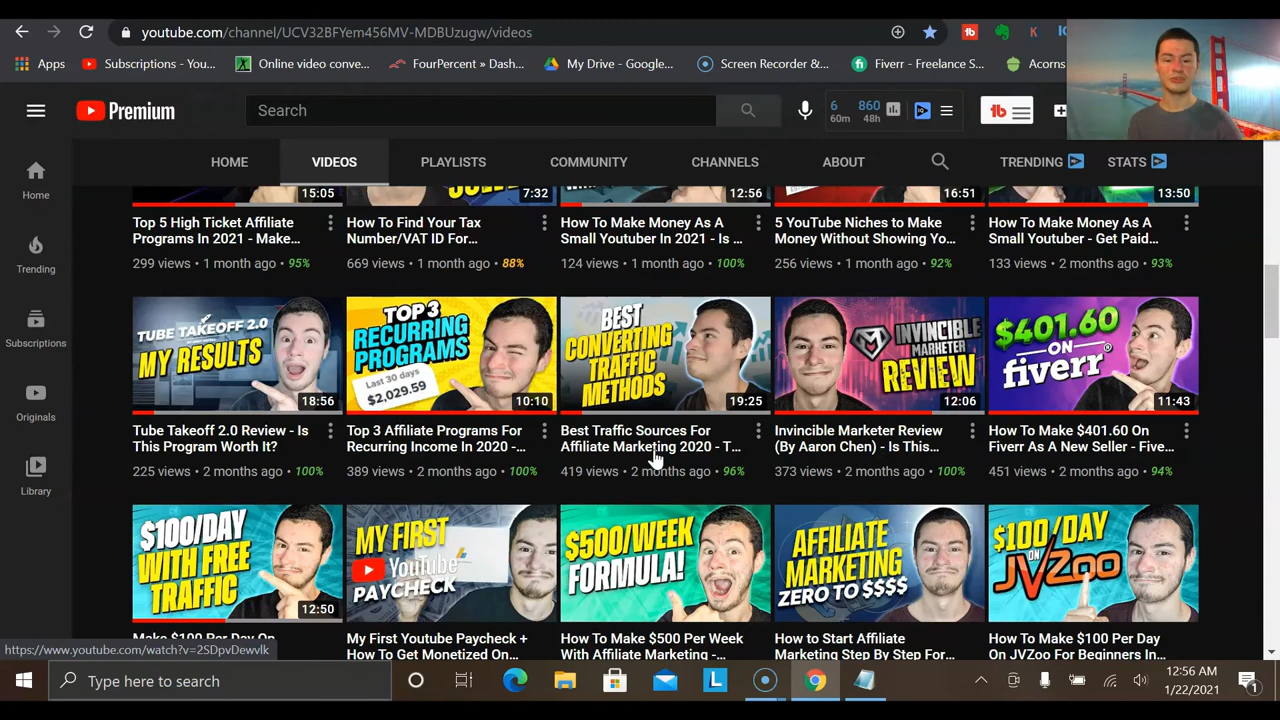 youtube.com/channel/UCV32BFYem456MV-MDBUzugw/videos
Apps
Subscriptions - You...
Online video conve...
FourPercent » Dash...
My Drive - Google...
Screen Recorder &...
Fiverr - Freelance S...
Acorns
Premium
Search
6 860
60m 48h
HOME
VIDEOS
PLAYLISTS
COMMUNITY
CHANNELS
ABOUT
TRENDING
STATS
Home
Trending
Subscriptions
Originals
Library
15:05
7:32
12:56
16:51
13:50
Top 5 High Ticket Affiliate
Programs In 2021 - Make...
299 views • 1 month ago • 95%
How To Find Your Tax
Number/VAT ID For...
669 views • 1 month ago • 88%
How To Make Money As A
Small Youtuber In 2021 - Is ...
124 views • 1 month ago • 100%
5 YouTube Niches to Make
Money Without Showing Yo...
256 views • 1 month ago • 92%
How To Make Money As A
Small Youtuber - Get Paid...
133 views • 2 months ago • 93%
TUBE TAKEOFF 2.0
MY RESULTS
18:56
TOP 3
RECURRING
PROGRAMS
Last 30 days
$2,029.59
10:10
BEST
CONVERTING
TRAFFIC
METHODS
19:25
INVINCIBLE
MARKETER
REVIEW
12:06
$401.60
ON
fiverr
11:43
Tube Takeoff 2.0 Review - Is
This Program Worth It?
225 views • 2 months ago • 100%
Top 3 Affiliate Programs For
Recurring Income In 2020 -...
389 views • 2 months ago • 100%
Best Traffic Sources For
Affiliate Marketing 2020 - T...
419 views • 2 months ago • 96%
Invincible Marketer Review
(By Aaron Chen) - Is This...
373 views • 2 months ago • 100%
How To Make $401.60 On
Fiverr As A New Seller - Five...
451 views • 2 months ago • 94%
$100/DAY
WITH FREE
TRAFFIC
12:50
MY FIRST
YouTube
PAYCHECK
$500/WEEK
FORMULA!
AFFILIATE
MARKETING
ZERO TO $$$$
$100/DAY
ON
JVZoo
Make $100 Per Day On
My First Youtube Paycheck +
How To Get Monetized On...
How To Make $500 Per Week
With Affiliate Marketing -...
How to Start Affiliate
Marketing Step By Step For...
How To Make $100 Per Day
On JVZoo For Beginners In...
https://www.youtube.com/watch?v=2SDpvDewvlk
Type here to search
12:56 AM
1/22/2021
1